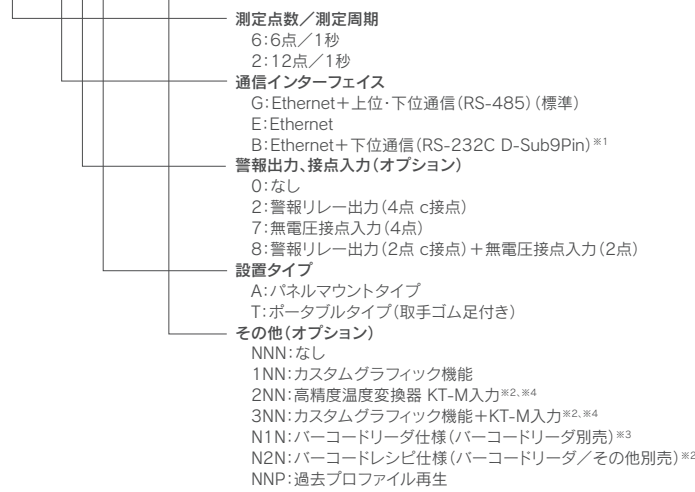 測定点数／測定周期
6：6点／1秒
2：12点／1秒
通信インターフェイス
G：Ethernet＋上位・下位通信（RS-485）（標準）
E：Ethernet
B：Ethernet＋下位通信（RS-232C D-Sub9Pin）※1
警報出力、接点入力（オプション）
0：なし
2：警報リレー出力（4点 c接点）
7：無電圧接点入力（4点）
8：警報リレー出力（2点 c接点）＋無電圧接点入力（2点）
設置タイプ
A：パネルマウントタイプ
T：ポータブルタイプ（取手ゴム足付き）
その他（オプション）
NNN：なし
1NN：カスタムグラフィック機能
2NN：高精度温度変換器 KT-M入力※2、※4
3NN：カスタムグラフィック機能＋KT-M入力※2、※4
N1N：バーコードリーダ仕様（バーコードリーダ別売）※3
N2N：バーコードレシピ仕様（バーコードリーダ／その他別売）※2
NNP：過去プロファイル再生